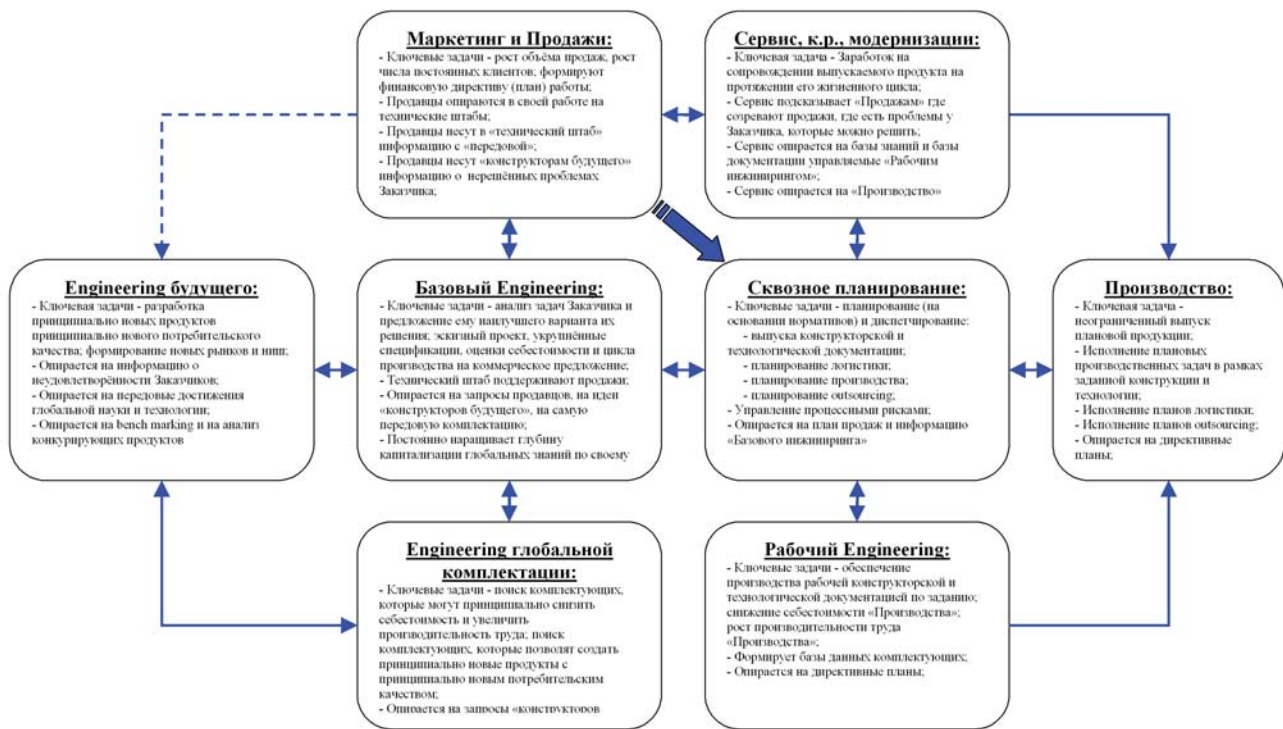 Маркетинг и Продажи:
- Ключевые задачи - рост объёма продаж, рост
числа постоянных клиентов; формируют
финансовую директиву (план) работы;
- Продавцы опираются в своей работе на
технические штабы;
- Продавцы несут в «технический штаб»
информацию с «передовой»;
- Продавцы несут «конструкторам будущего»
информацию о нерешённых проблемах
Заказчика;
Сервис, к.р., модернизации:
- Ключевая задача - Заработок на
сопровождении выпускаемого продукта на
протяжении его жизненного цикла;
- Сервис подсказывает «Продажам» где
созревают продажи, где есть проблемы у
Заказчика, которые можно решить;
- Сервис опирается на базы знаний и базы
документации управляемые «Рабочим
инжинирингом»;
- Сервис опирается на «Производство»
Engineering будущего:
- Ключевая задачи - разработка
принципиально новых продуктов
принципиально нового потребительского
качества; формирование новых рынков и ниш;
- Опирается на информацию о
неудовлетворённости Заказчиков;
- Опирается на передовые достижения
глобальной науки и технологии;
- Опирается на bench marking и на анализ
конкурирующих продуктов
Базовый Engineering:
- Ключевые задачи - анализ задач Заказчика и
предложение ему наилучшего варианта их
решения; эскизный проект, укрупнённые
спецификации, оценки себестоимости и цикла
производства на коммерческое предложение;
- Технический штаб поддерживают продажи;
- Опирается на запросы продавцов, на идеи
«конструкторов будущего», на самую
передовую комплектацию;
- Постоянно наращивает глубину
капитализации глобальных знаний по своему
Сквозное планирование:
- Ключевые задачи - планирование (на
основании нормативов) и диспетчирование:
- выпуска конструкторской и
технологической документации;
- планирование логистики;
- планирование производства;
- планирование outsourcing;
- Управление процессными рисками;
- Опирается на план продаж и информацию
«Базового инжиниринга»
Производство:
- Ключевая задача -
неограниченный выпуск
плановой продукции;
- Исполнение плановых
производственных задач в рамках
заданной конструкции и
технологии;
- Исполнение планов логистики;
- Исполнение планов outsourcing;
- Опирается на директивные
планы;
Engineering глобальной
комплектации:
- Ключевые задачи - поиск комплектующих,
которые могут принципиально снизить
себестоимость и увеличить
производительность труда; поиск
комплектующих, которые позволят создать
принципиально новые продукты с
принципиально новым потребительским
качеством;
- Опирается на запросы «конструкторов
Рабочий Engineering:
- Ключевые задачи - обеспечение
производства рабочей конструкторской и
технологической документацией по заданию;
снижение себестоимости «Производства»;
рост производительности труда
«Производства»;
- Формирует базы данных комплектующих;
- Опирается на директивные планы;